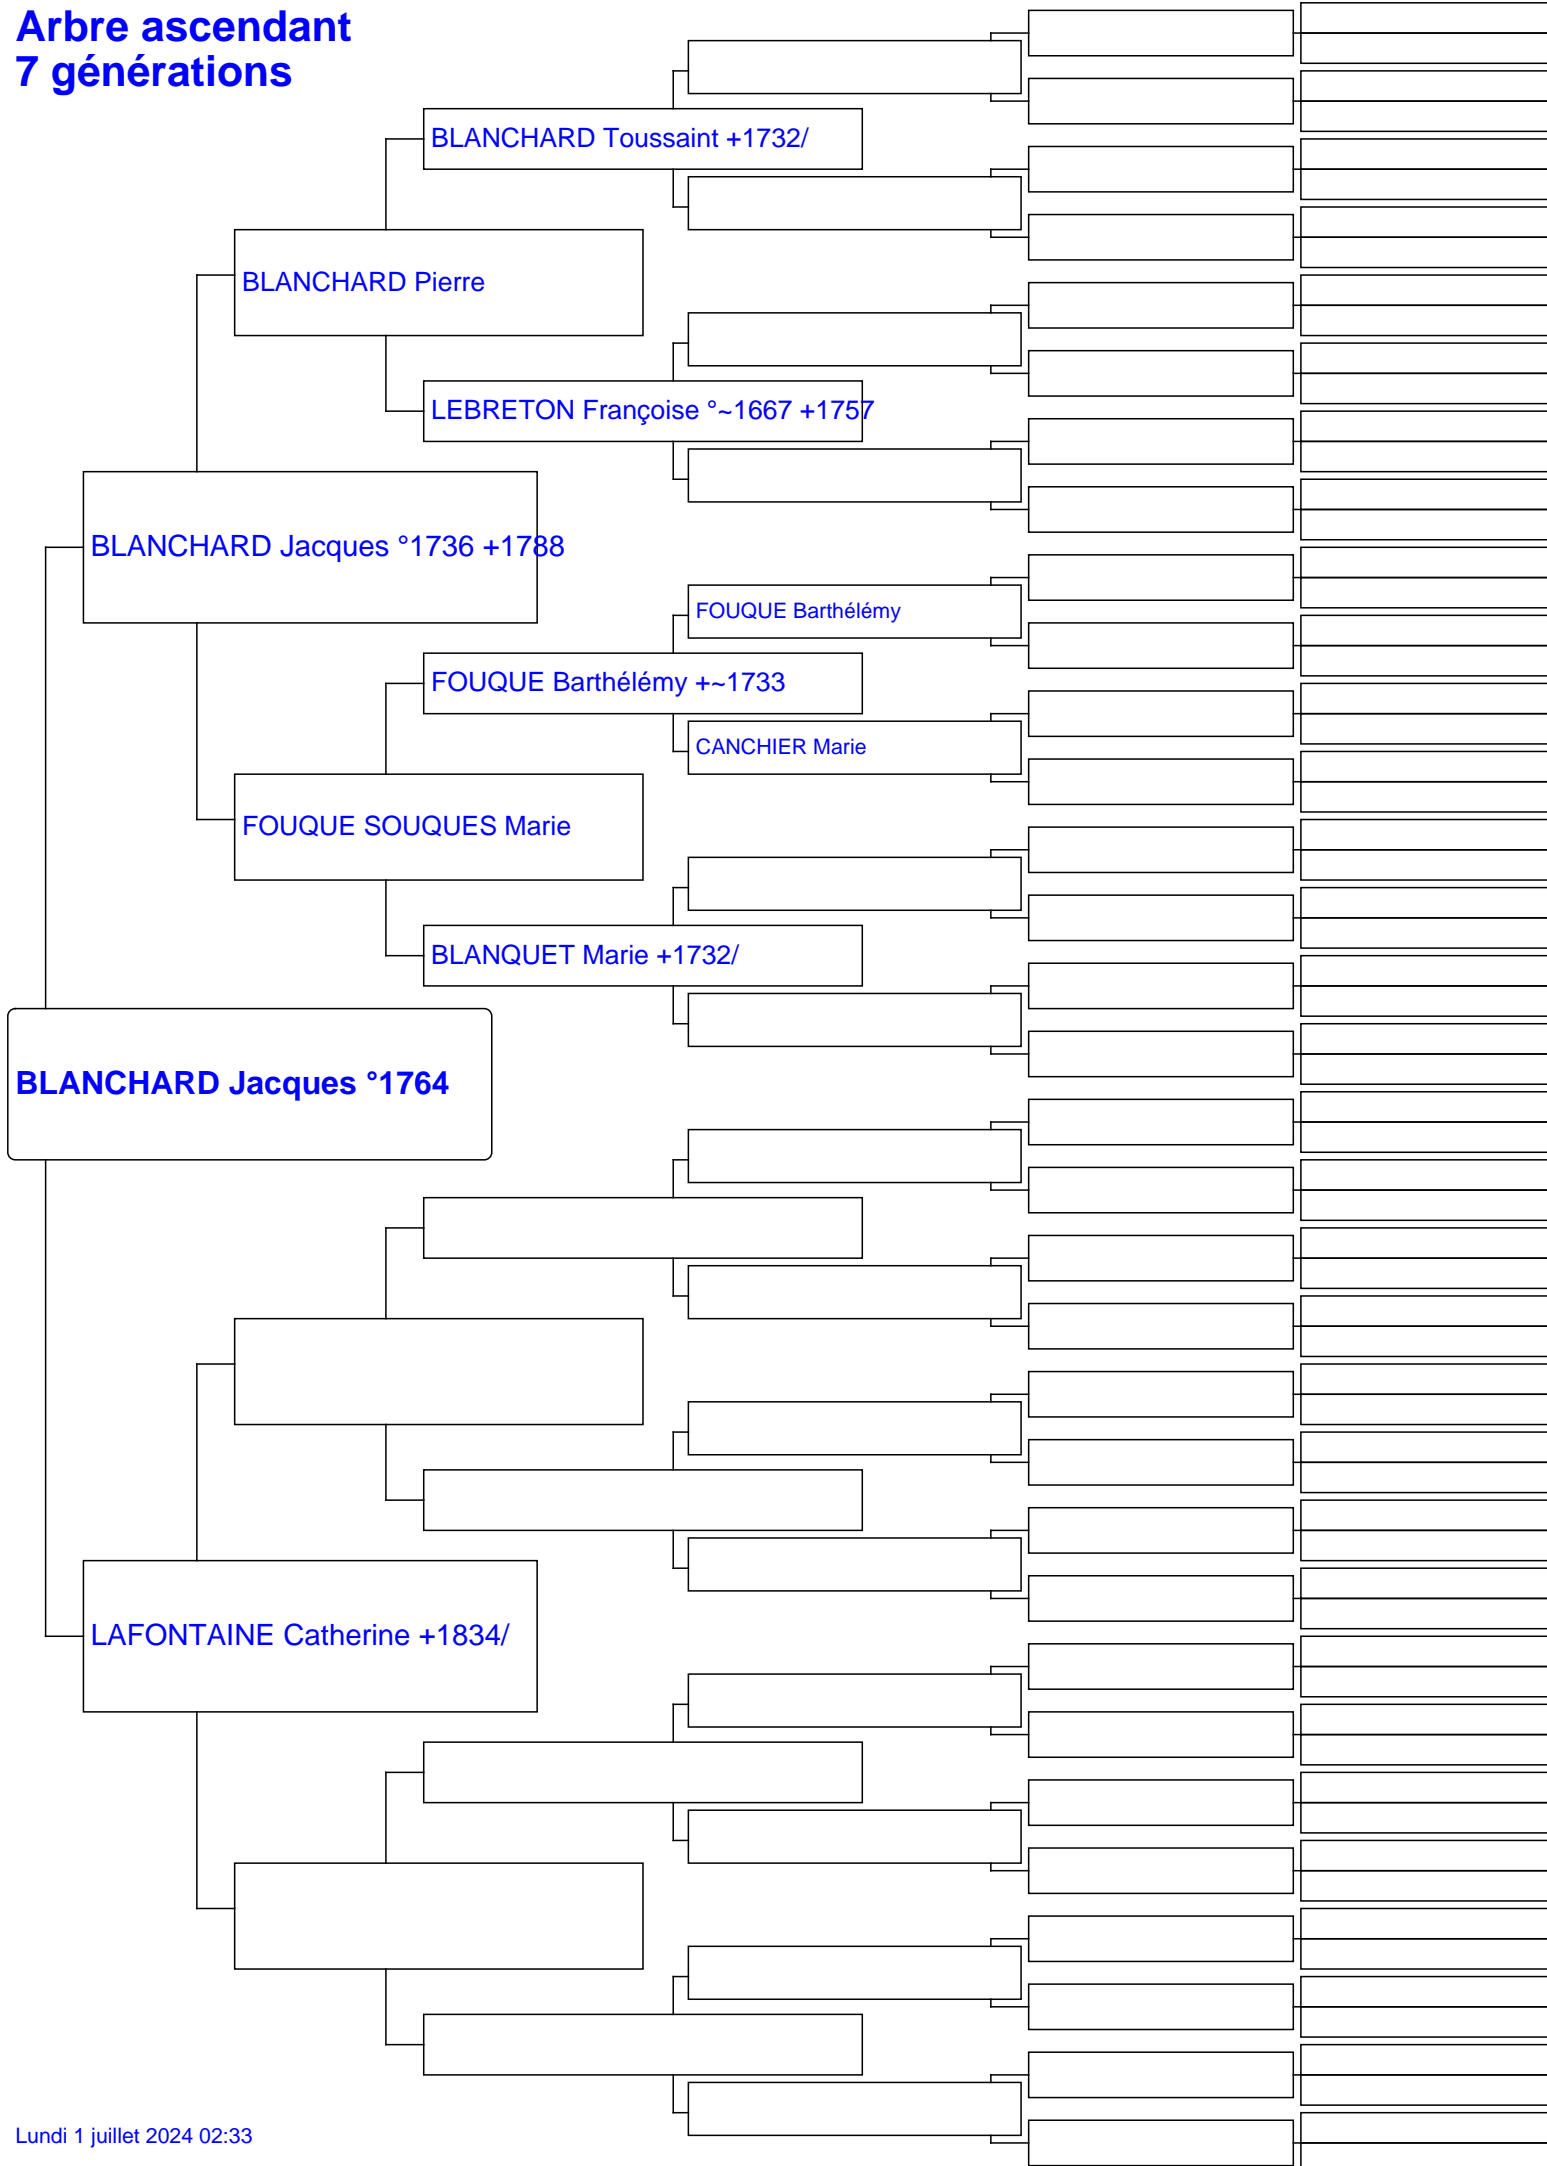 Arbre ascendant
7 générations
BLANCHARD Toussaint +1732/
BLANCHARD Pierre
LEBRETON Françoise °~1667 +1757
BLANCHARD Jacques °1736 +1788
FOUQUE Barthélémy
FOUQUE Barthélémy +~1733
CANCHIER Marie
FOUQUE SOUQUES Marie
BLANQUET Marie +1732/
BLANCHARD Jacques °1764
LAFONTAINE Catherine +1834/
Lundi 1 juillet 2024 02:33